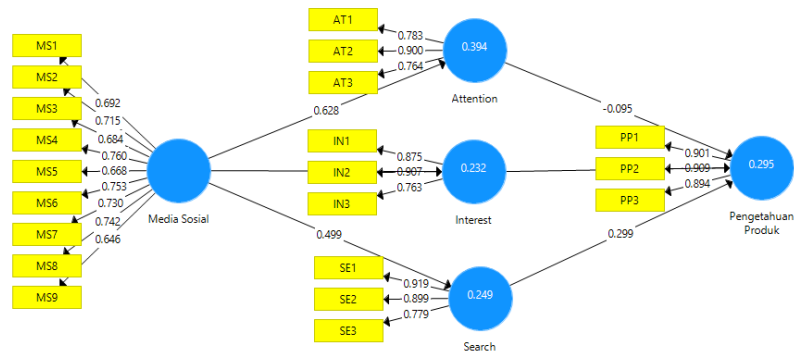 MS1
MS2
MS3
MS4
MS5
MS6
MS7
MS8
MS9
0.692
0.715
0.684
0.760
0.668
0.753
0.730
0.742
0.646
Media Sosial
0.628
0.499
AT1
AT2
AT3
0.783
0.900
0.764
0.394
Attention
IN1
IN2
IN3
0.875
0.907
0.763
0.232
Interest
SE1
SE2
SE3
0.919
0.899
0.779
0.249
Search
-0.095
0.299
PP1
PP2
PP3
0.901
0.909
0.894
0.295
Pengetahuan
Produk